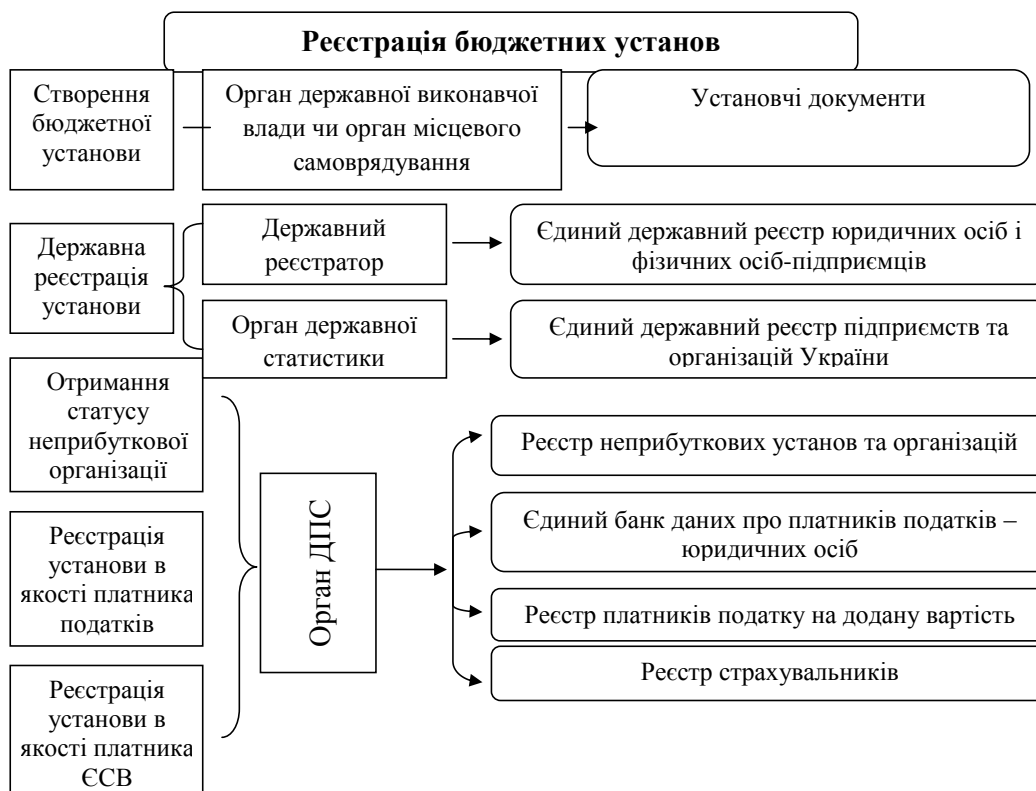 Реєстрація бюджетних установ
Створення
бюджетної
установи
Орган державної виконавчої
влади чи орган місцевого
самоврядування
Установчі документи
Державна
реєстрація
установи
Державний
реєстратор
Єдиний державний реєстр юридичних осіб і
фізичних осіб-підприємців
Орган державної
статистики
Єдиний державний реєстр підприємств та
організацій України
Отримання
статусу
неприбуткової
організації
Реєстрація
установи в
якості платника
податків
Реєстрація
установи в
якості платника
ЄСВ
Орган ДПС
Реєстр неприбуткових установ та організацій
Єдиний банк даних про платників податків –
юридичних осіб
Реєстр платників податку на додану вартість
Реєстр страхувальників